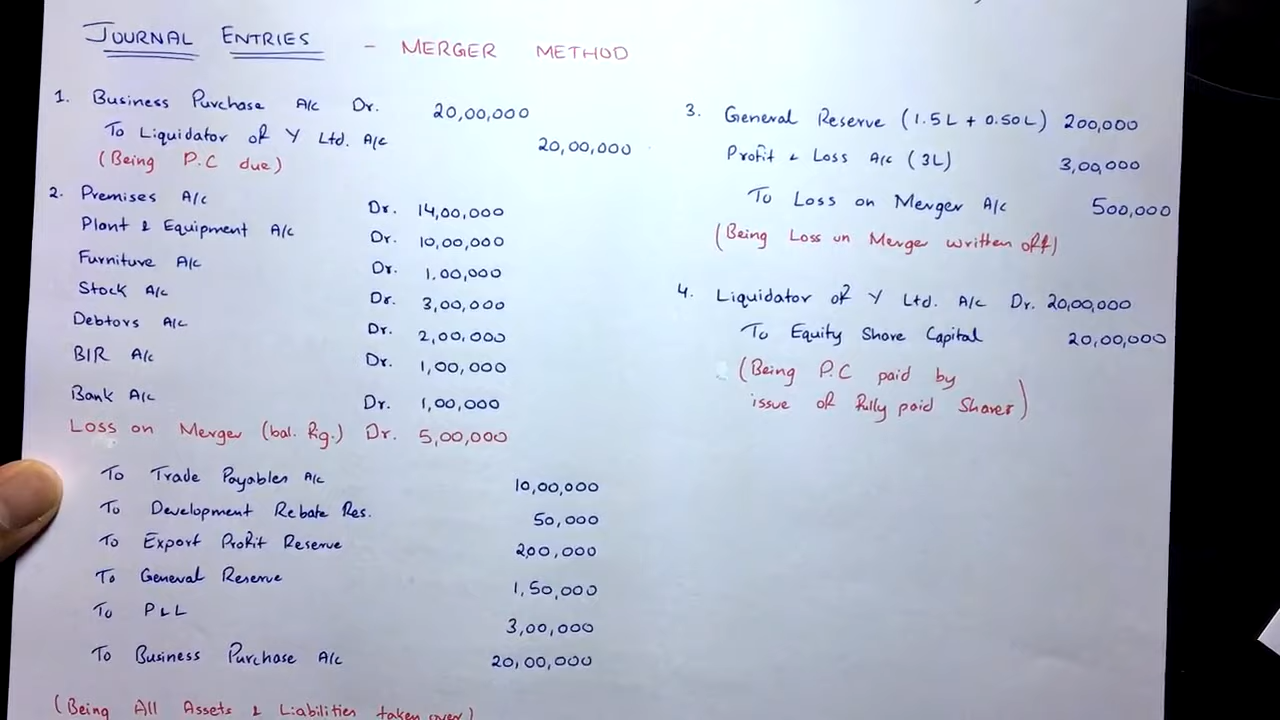 JOURNAL ENTRIES - MERGER METHOD
1. Business Purchase A/c Dr. 20,00,000
To Liquidator of Y Ltd. A/c 20,00,000
(Being P.C due)
2. Premises A/c Dr. 14,00,000
Plant & Equipment A/c Dr. 10,00,000
Furniture A/c Dr. 1,00,000
Stock A/c Dr. 3,00,000
Debtors A/c Dr. 2,00,000
B/R A/c Dr. 1,00,000
Bank A/c Dr. 1,00,000
Loss on Merger (bal. fig.) Dr. 5,00,000
To Trade Payables A/c 10,00,000
To Development Rebate Res. 50,000
To Export Profit Reserve 200,000
To General Reserve 1,50,000
To P&L 3,00,000
To Business Purchase A/c 20,00,000
(Being All Assets & Liabilities taken over)
3. General Reserve (1.5L + 0.50L) 200,000
Profit & Loss A/c (3L) 3,00,000
To Loss on Merger A/c 500,000
(Being Loss on Merger written off)
4. Liquidator of Y Ltd. A/c Dr. 20,00,000
To Equity Share Capital 20,00,000
(Being P.C paid by
issue of fully paid Shares)